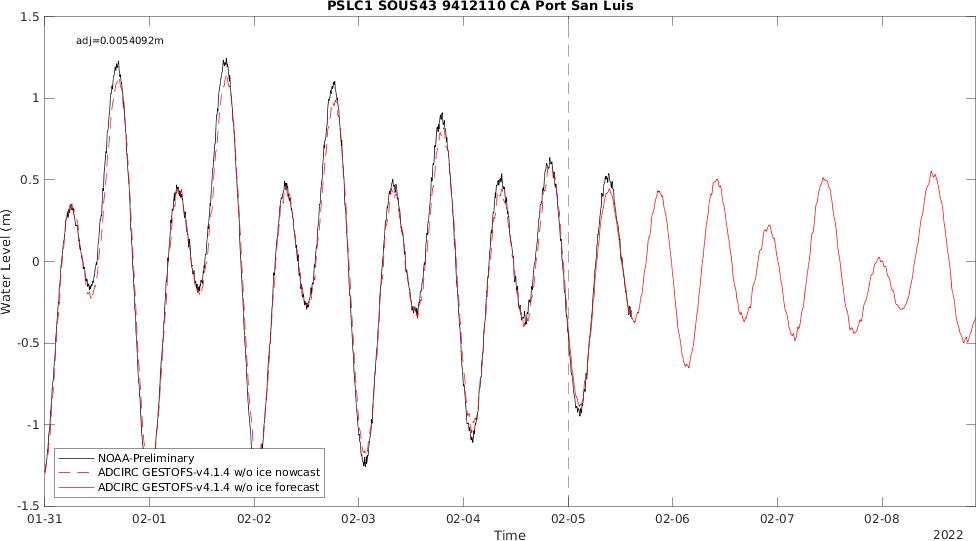 PSLC1 SOUS43 9412110 CA Port San Luis
adj=0.0054092m
1.5
1
0.5
0
-0.5
-1
-1.5
Water Level (m)
NOAA-Preliminary
ADCIRC GESTOFS-v4.1.4 w/o ice nowcast
ADCIRC GESTOFS-v4.1.4 w/o ice forecast
01-31 02-01 02-02 02-03 02-04 02-05 02-06 02-07 02-08
Time
2022